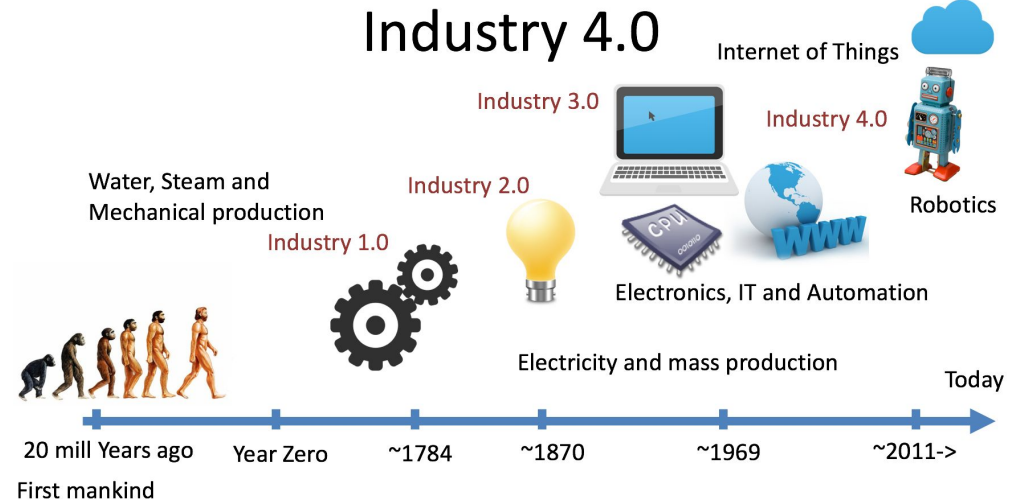 Industry 4.0
Internet of Things
Industry 3.0
Industry 4.0
Water, Steam and
Mechanical production
Industry 2.0
Robotics
Industry 1.0
CPU
WWW
Electronics, IT and Automation
Electricity and mass production
Today
20 mill Years ago
Year Zero
~1784
~1870
~1969
~2011->
First mankind